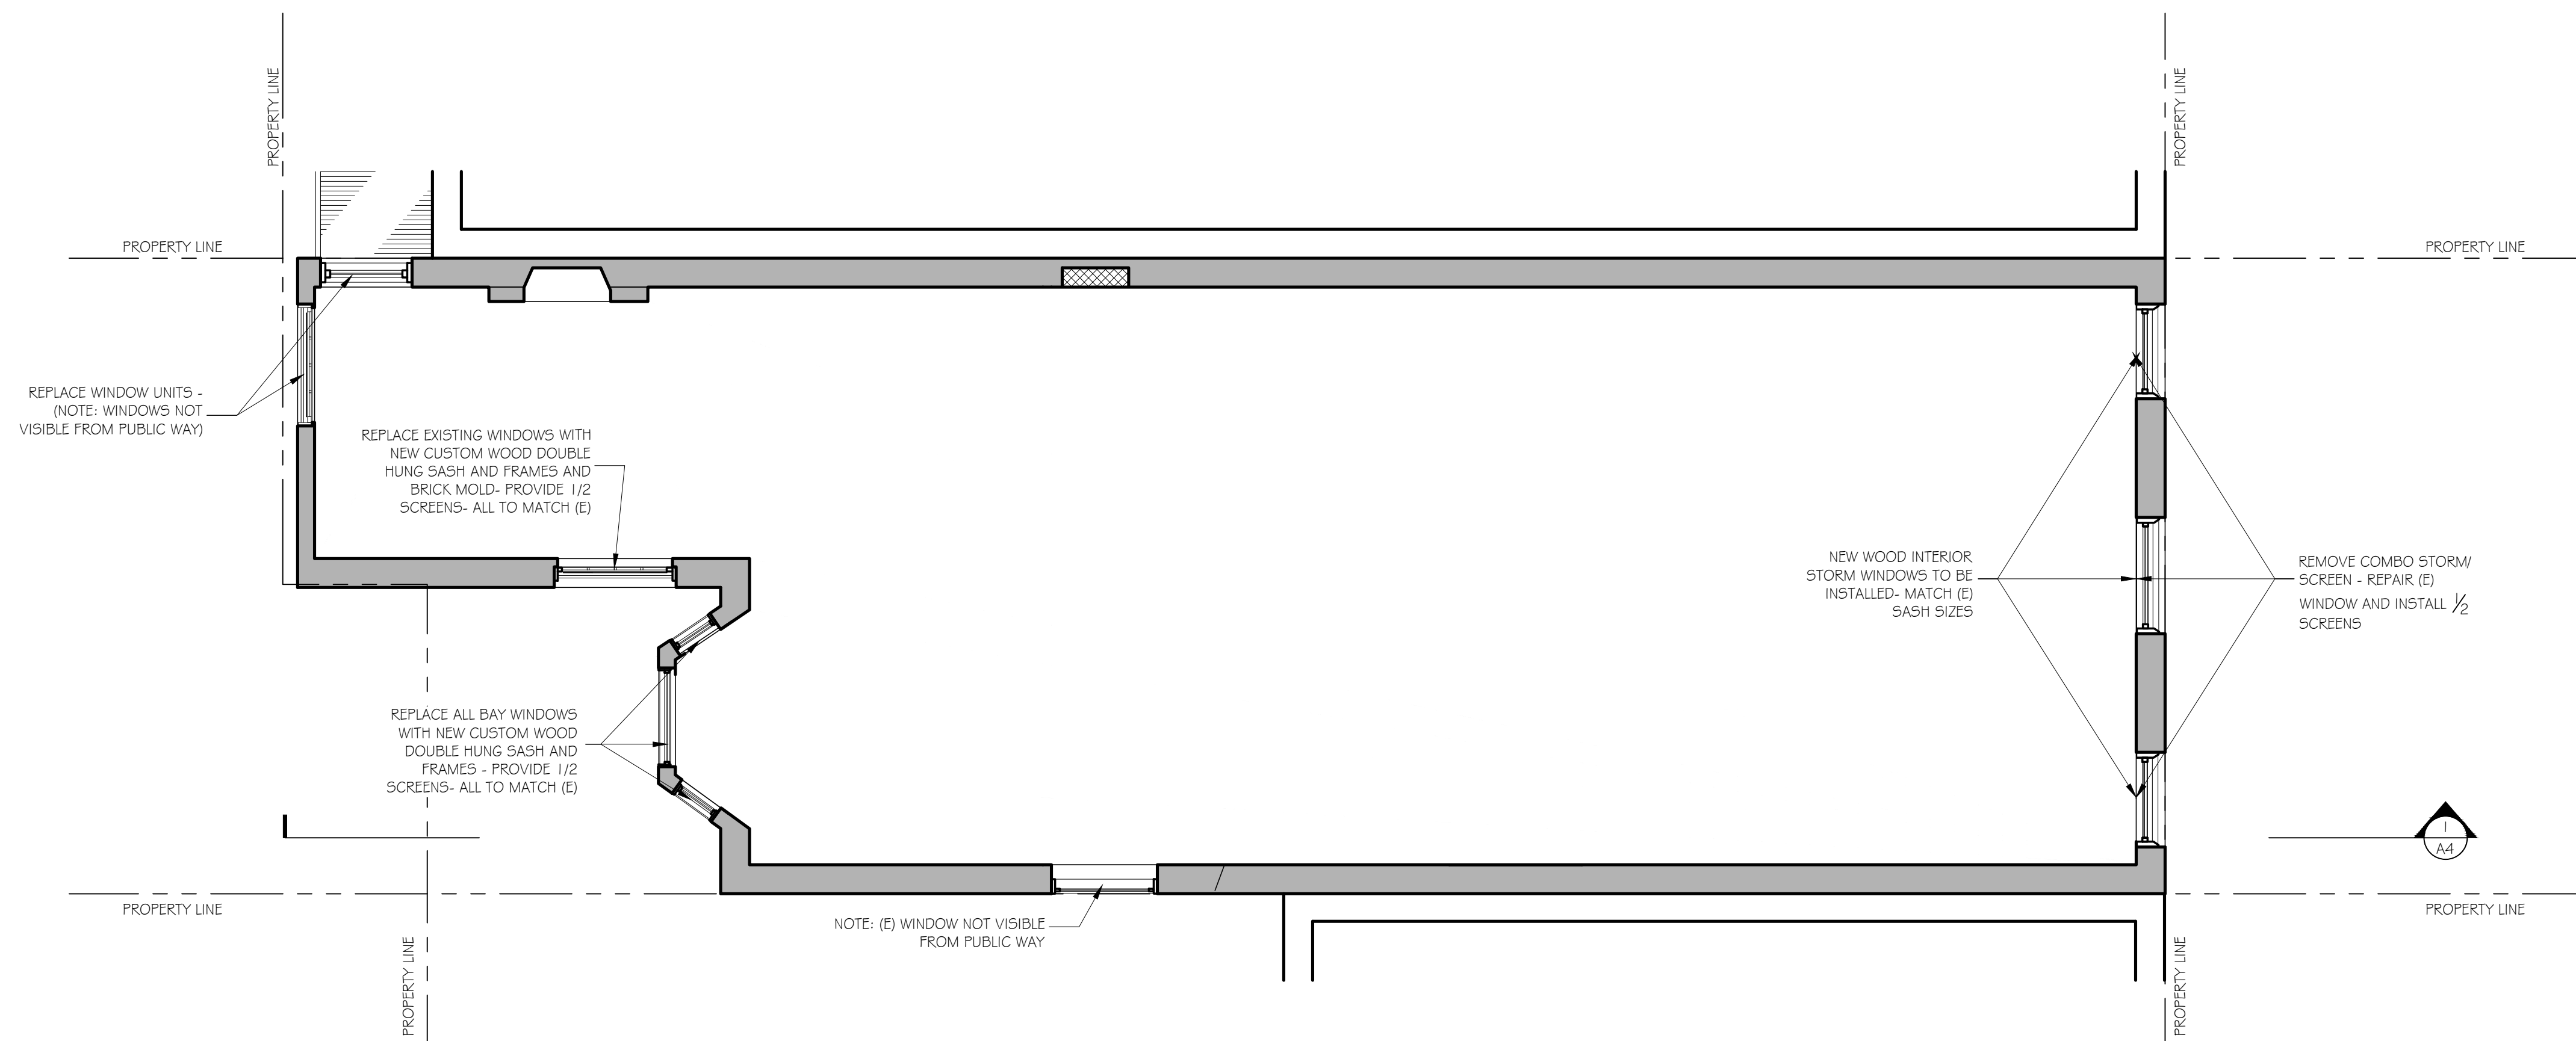 PROPERTY LINE
PROPERTY LINE
PROPERTY LINE
PROPERTY LINE
REPLACE WINDOW UNITS -
(NOTE: WINDOWS NOT
VISIBLE FROM PUBLIC WAY)
REPLACE EXISTING WINDOWS WITH
NEW CUSTOM WOOD DOUBLE
HUNG SASH AND FRAMES AND
BRICK MOLD- PROVIDE 1/2
SCREENS- ALL TO MATCH (E)
NEW WOOD INTERIOR
STORM WINDOWS TO BE
INSTALLED- MATCH (E)
SASH SIZES
REMOVE COMBO STORM/
SCREEN - REPAIR (E)
WINDOW AND INSTALL 1/2
SCREENS
REPLACE ALL BAY WINDOWS
WITH NEW CUSTOM WOOD
DOUBLE HUNG SASH AND
FRAMES - PROVIDE 1/2
SCREENS- ALL TO MATCH (E)
1
A4
PROPERTY LINE
NOTE: (E) WINDOW NOT VISIBLE
FROM PUBLIC WAY
PROPERTY LINE
PROPERTY LINE
PROPERTY LINE